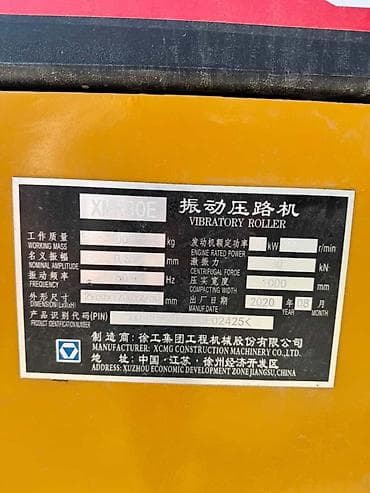 XMR30E 振动压路机
VIBRATORY ROLLER
工作质量 kg 发动机额定功率 kW r/min
WORKING MASS ENGINE RATED POWER
名义振幅 激振力 kN
NOMINAL AMPLITUDE CENTRIFUGAL FORCE
振动频率 Hz 压实宽度 1000 mm
FREQUENCY COMPACTING WIDTH
外形尺寸 出厂日期 2020 年 08 月
DIMENSION(LxWxH) MANUF.DATE
产品识别代码(PIN) 02425K
PRODUCT IDENTIFICATION NUMBER
制造商:徐工集团工程机械股份有限公司
MANUFACTURER: XCMG CONSTRUCTION MACHINERY CO.,LTD.
地址:中国·江苏·徐州经济开发区
ADDRESS: XUZHOU ECONOMIC DEVELOPMENT ZONE JIANGSU, CHINA